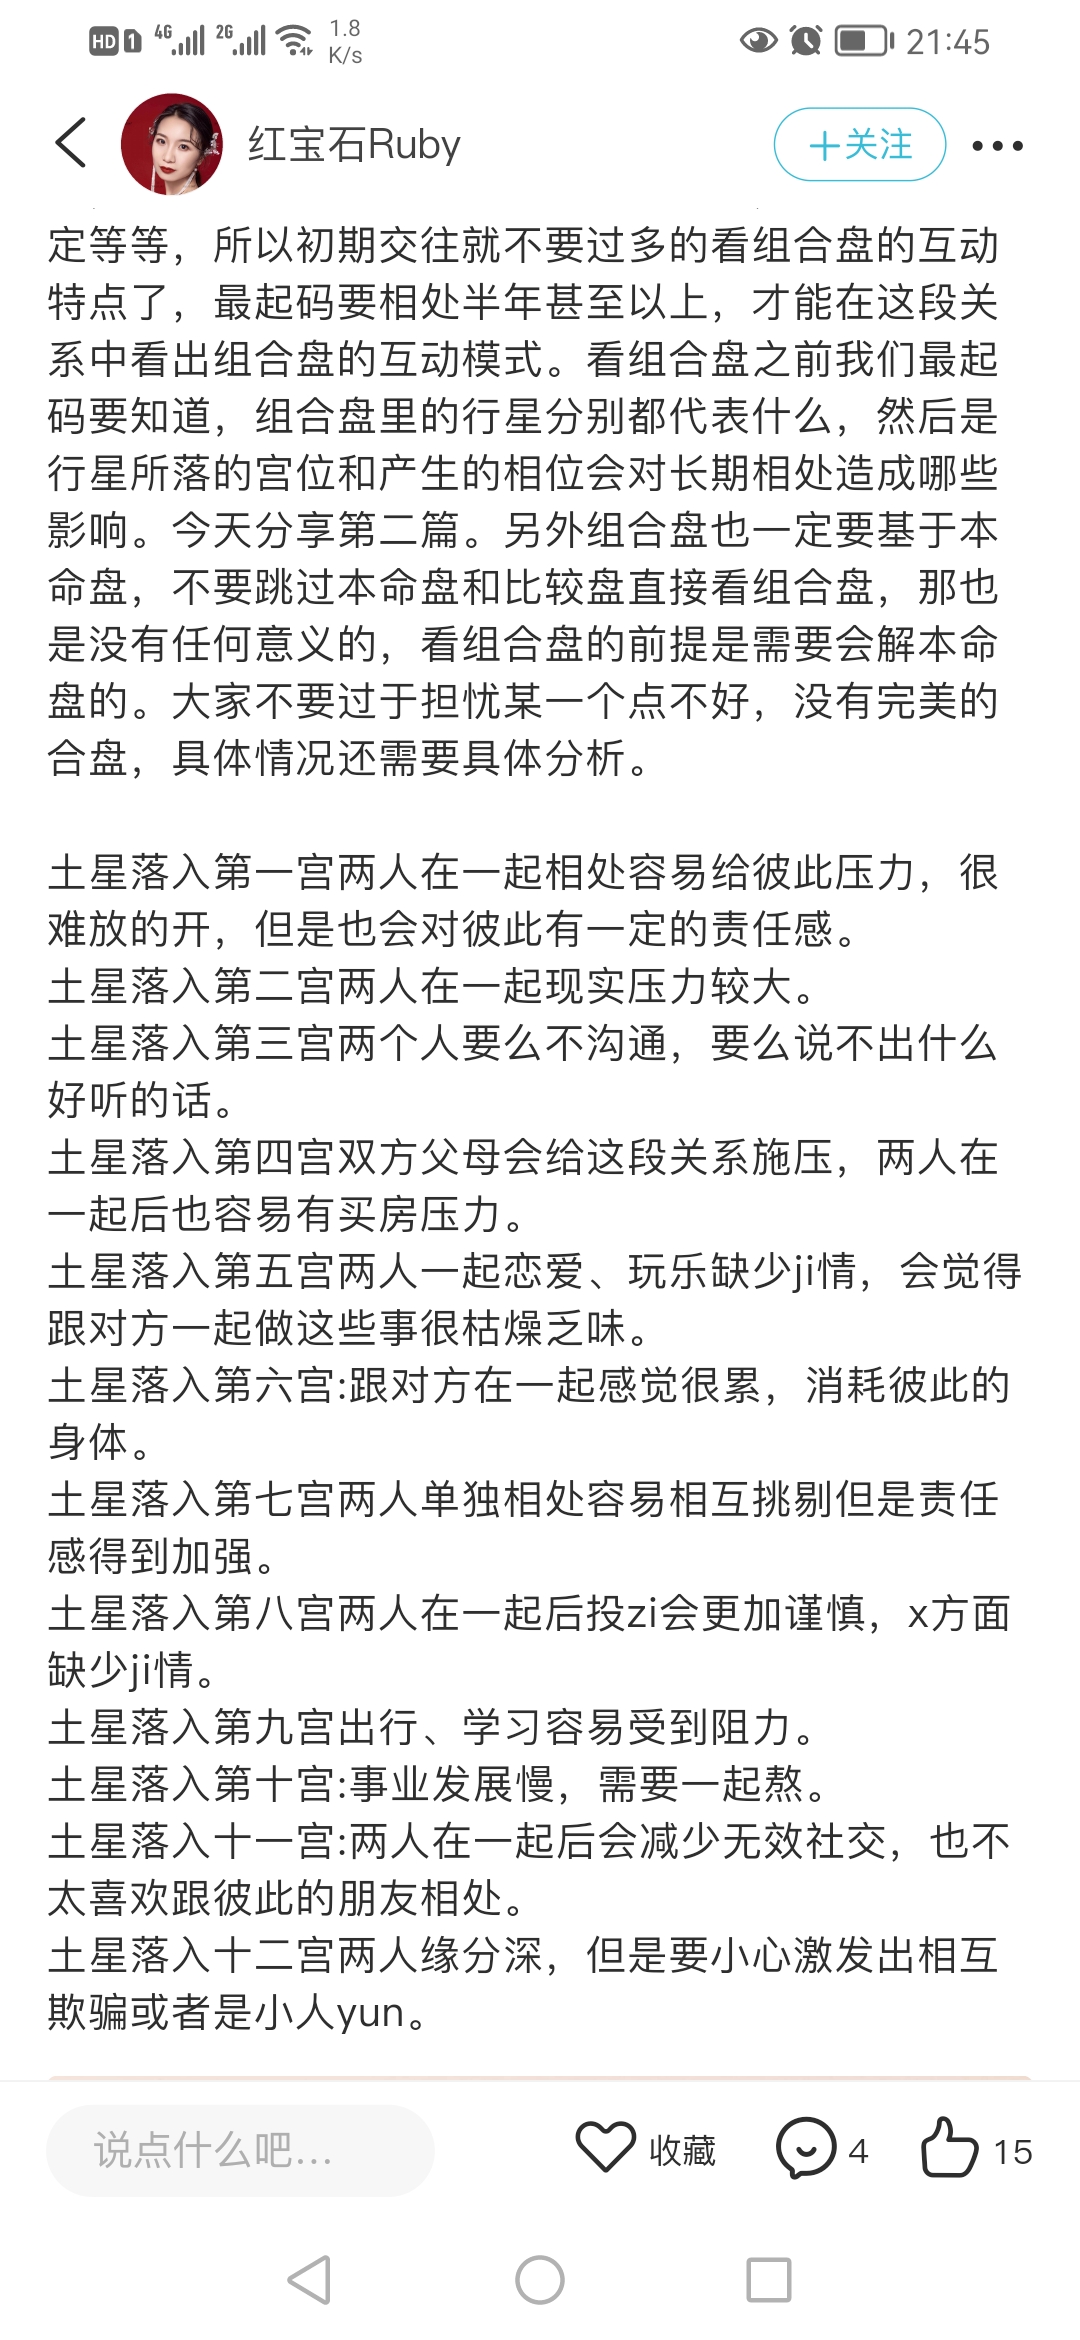 HD 1 4G 2G 1.8 K/s 21:45
红宝石Ruby
+关注
定等等，所以初期交往就不要过多的看组合盘的互动
特点了，最起码要相处半年甚至以上，才能在这段关
系中看出组合盘的互动模式。看组合盘之前我们最起
码要知道，组合盘里的行星分别都代表什么，然后是
行星所落的宫位和产生的相位会对长期相处造成哪些
影响。今天分享第二篇。另外组合盘也一定要基于本
命盘，不要跳过本命盘和比较盘直接看组合盘，那也
是没有任何意义的，看组合盘的前提是需要会解本命
盘的。大家不要过于担忧某一个点不好，没有完美的
合盘，具体情况还需要具体分析。
土星落入第一宫两人在一起相处容易给彼此压力，很
难放的开，但是也会对彼此有一定的责任感。
土星落入第二宫两人在一起现实压力较大。
土星落入第三宫两个人要么不沟通，要么说不出什么
好听的话。
土星落入第四宫双方父母会给这段关系施压，两人在
一起后也容易有买房压力。
土星落入第五宫两人一起恋爱、玩乐缺少ji情，会觉得
跟对方一起做这些事很枯燥乏味。
土星落入第六宫:跟对方在一起感觉很累，消耗彼此的
身体。
土星落入第七宫两人单独相处容易相互挑剔但是责任
感得到加强。
土星落入第八宫两人在一起后投zi会更加谨慎，x方面
缺少ji情。
土星落入第九宫出行、学习容易受到阻力。
土星落入第十宫:事业发展慢，需要一起熬。
土星落入十一宫:两人在一起后会减少无效社交，也不
太喜欢跟彼此的朋友相处。
土星落入十二宫两人缘分深，但是要小心激发出相互
欺骗或者是小人yun。
说点什么吧... 收藏 4 15